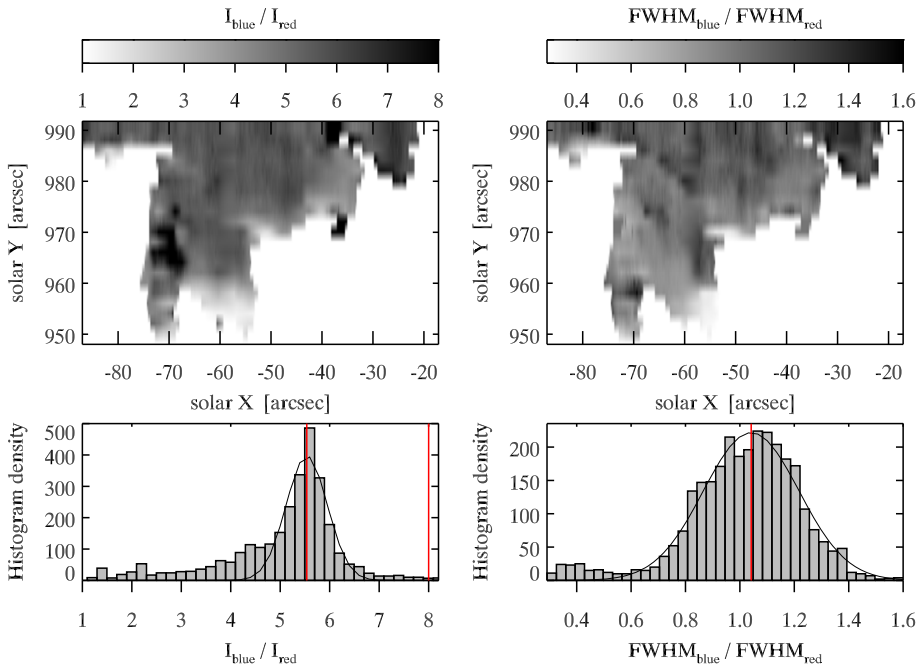 I_blue / I_red
FWHM_blue / FWHM_red
1 2 3 4 5 6 7 8
0.4 0.6 0.8 1.0 1.2 1.4 1.6
solar Y [arcsec]
990
980
970
960
950
-80 -70 -60 -50 -40 -30 -20
solar X [arcsec]
solar Y [arcsec]
990
980
970
960
950
-80 -70 -60 -50 -40 -30 -20
solar X [arcsec]
Histogram density
500
400
300
200
100
0
1 2 3 4 5 6 7 8
I_blue / I_red
Histogram density
200
150
100
50
0
0.4 0.6 0.8 1.0 1.2 1.4 1.6
FWHM_blue / FWHM_red